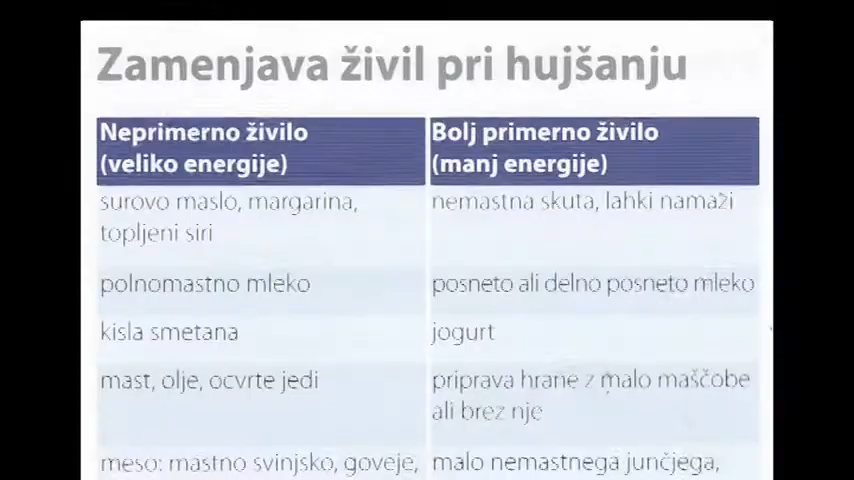 Zamenjava živil pri hujšanju
Neprimerno živilo
(veliko energije)
Bolj primerno živilo
(manj energije)
surovo maslo, margarina,
topljeni siri
nemastna skuta, lahki namaži
polnomastno mleko
posneto ali delno posneto mleko
kisla smetana
jogurt
mast, olje, ocvrte jedi
priprava hrane z malo maščobe
ali brez nje
meso: mastno svinjsko, goveje,
malo nemastnega junčjega,